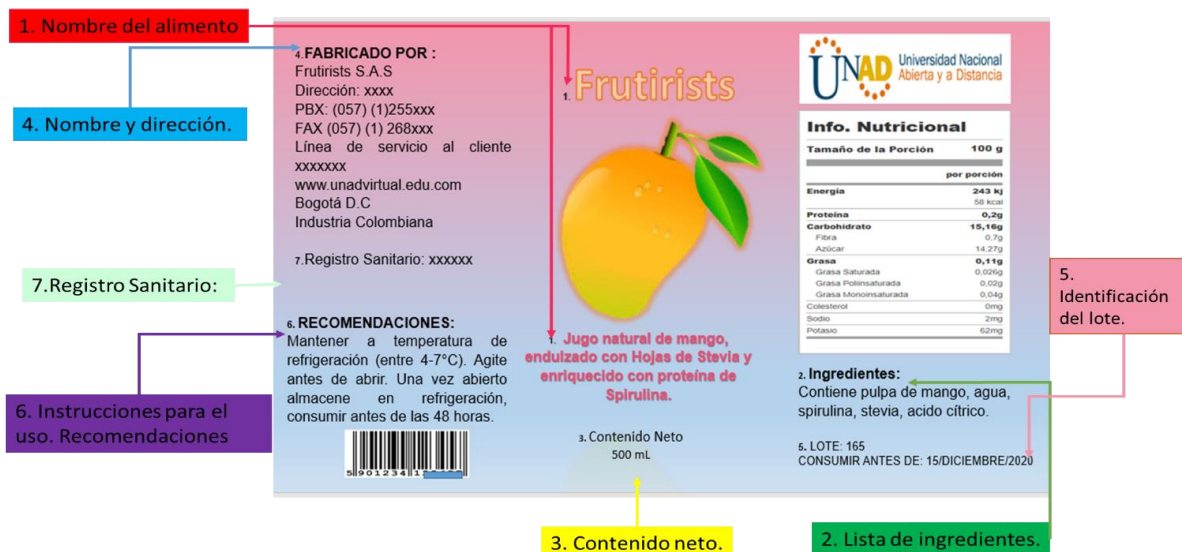 1. Nombre del alimento
4. Nombre y dirección.
7.Registro Sanitario:
6. Instrucciones para el
uso. Recomendaciones
4.FABRICADO POR :
Frutirists S.A.S
Dirección: xxxx
PBX: (057) (1)255xxx
FAX (057) (1) 268xxx
Línea de servicio al cliente
xxxxxxx
www.unadvirtual.edu.com
Bogotá D.C
Industria Colombiana
7.Registro Sanitario: xxxxxx
6. RECOMENDACIONES:
Mantener a temperatura de
refrigeración (entre 4-7°C). Agite
antes de abrir. Una vez abierto
almacene en refrigeración,
consumir antes de las 48 horas.
5 901234
1. Frutirists
1. Jugo natural de mango,
endulzado con Hojas de Stevia y
enriquecido con proteína de
Spirulina.
3. Contenido Neto
500 mL
UNAD Universidad Nacional
Abierta y a Distancia
Info. Nutricional
Tamaño de la Porción 100 g
por porción
Energía 243 kj
58 kcal
Proteína 0,2g
Carbohidrato 15,16g
Fibra 0,7g
Azúcar 14,27g
Grasa 0,11g
Grasa Saturada 0,026g
Grasa Poliinsaturada 0,02g
Grasa Monoinsaturada 0,04g
Colesterol 0mg
Sodio 2mg
Potasio 62mg
2. Ingredientes:
Contiene pulpa de mango, agua,
spirulina, stevia, acido cítrico.
5. LOTE: 165
CONSUMIR ANTES DE: 15/DICIEMBRE/2020
5.
Identificación
del lote.
3. Contenido neto.
2. Lista de ingredientes.